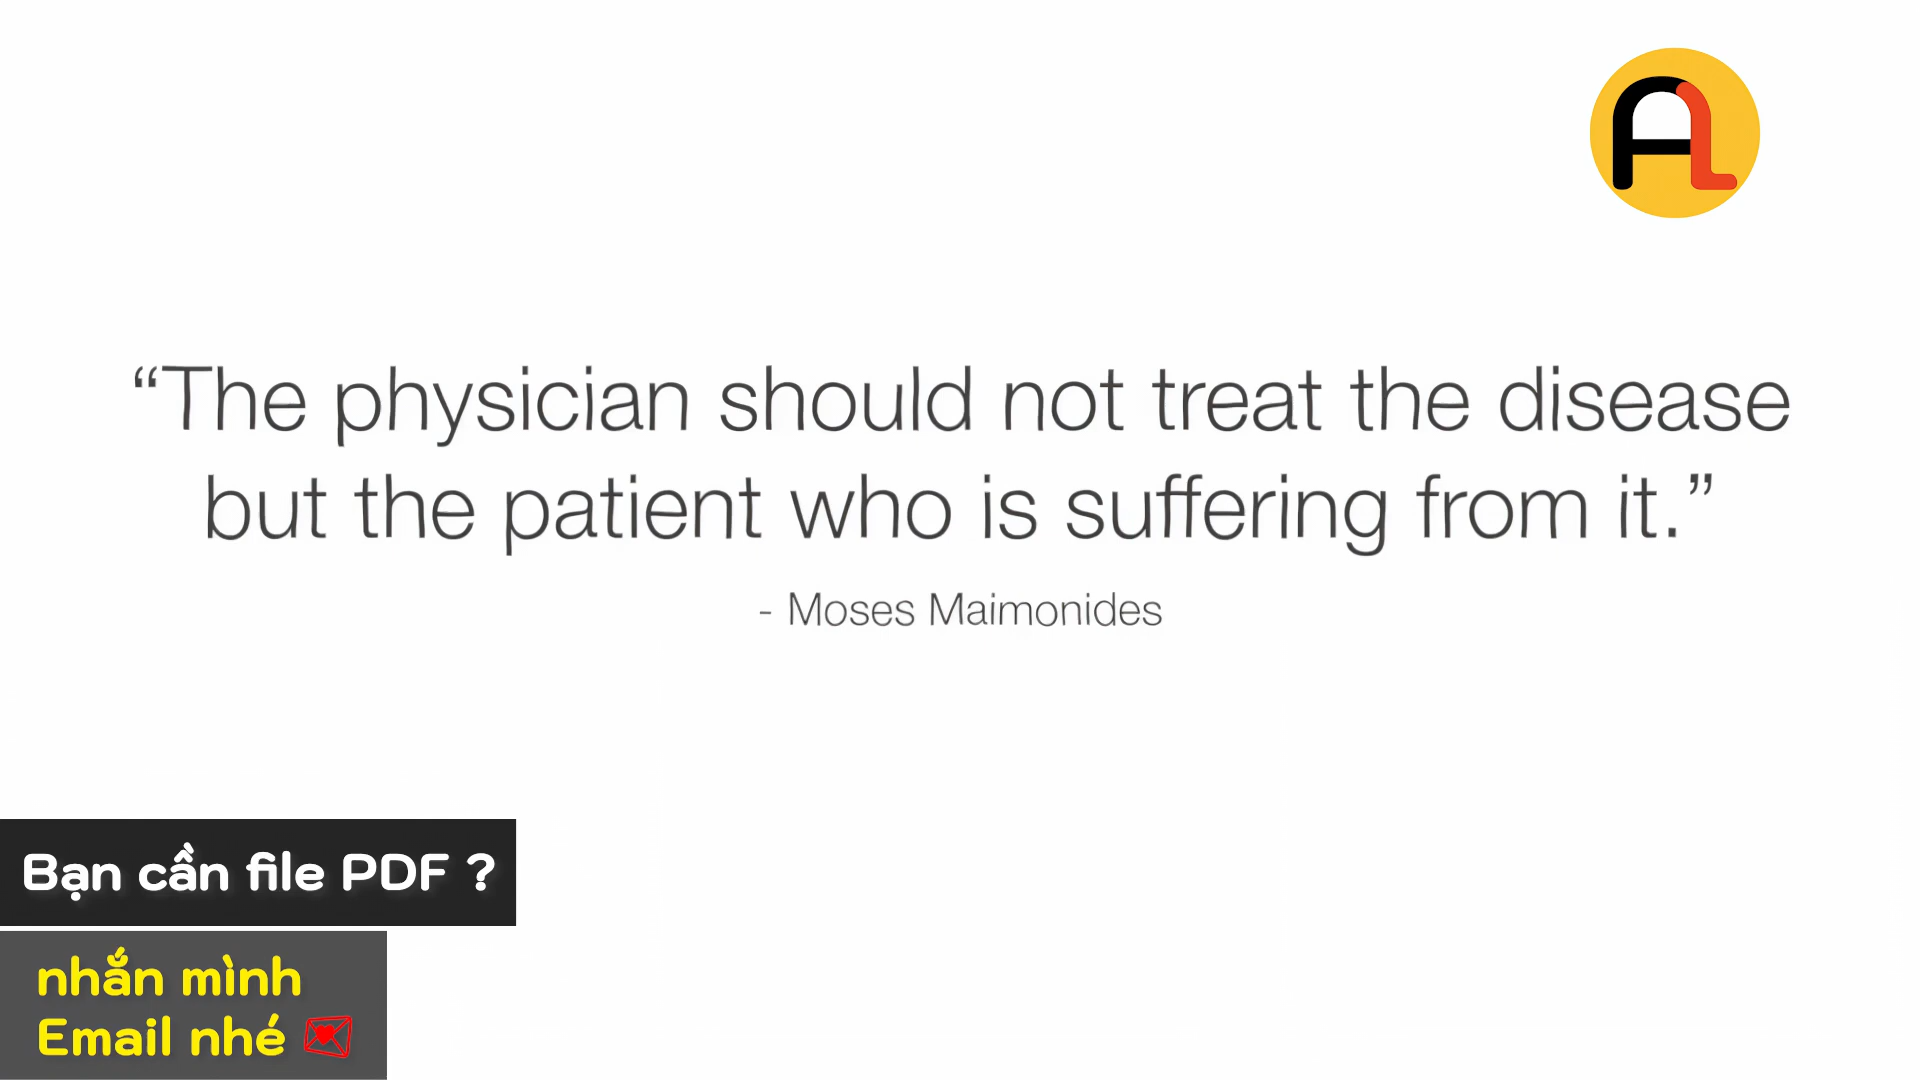 AL
“The physician should not treat the disease
but the patient who is suffering from it.”
- Moses Maimonides
Bạn cần file PDF ?
nhắn mình
Email nhé